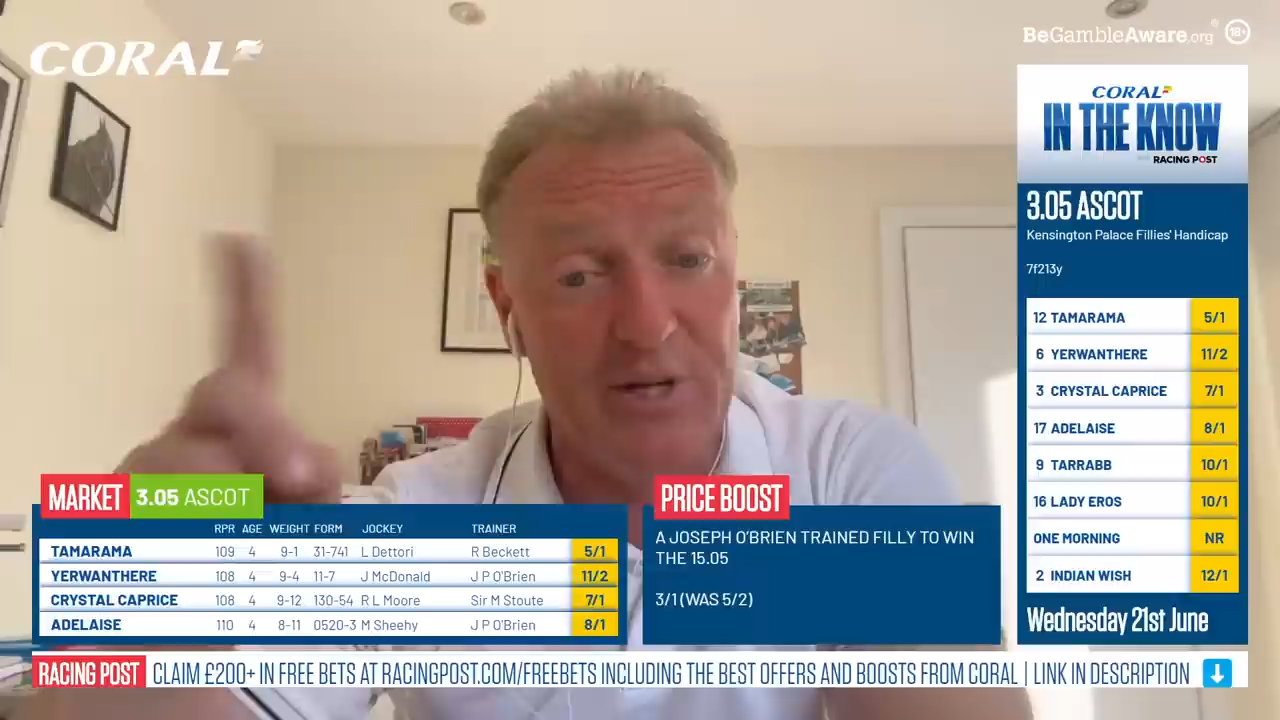 CORAL
BeGambleAware.org 18+
CORAL
IN THE KNOW
RACING POST
3.05 ASCOT
Kensington Palace Fillies' Handicap
7f213y
12 TAMARAMA 5/1
6 YERWANTHERE 11/2
3 CRYSTAL CAPRICE 7/1
17 ADELAISE 8/1
9 TARRABB 10/1
16 LADY EROS 10/1
ONE MORNING NR
2 INDIAN WISH 12/1
Wednesday 21st June
MARKET 3.05 ASCOT
RPR AGE WEIGHT FORM JOCKEY TRAINER
TAMARAMA 109 4 9-1 31-741 L Dettori R Beckett 5/1
YERWANTHERE 108 4 9-4 11-7 J McDonald J P O'Brien 11/2
CRYSTAL CAPRICE 108 4 9-12 130-54 R L Moore Sir M Stoute 7/1
ADELAISE 110 4 8-11 0520-3 M Sheehy J P O'Brien 8/1
PRICE BOOST
A JOSEPH O'BRIEN TRAINED FILLY TO WIN
THE 15.05
3/1 (WAS 5/2)
RACING POST CLAIM £200+ IN FREE BETS AT RACINGPOST.COM/FREEBETS INCLUDING THE BEST OFFERS AND BOOSTS FROM CORAL | LINK IN DESCRIPTION